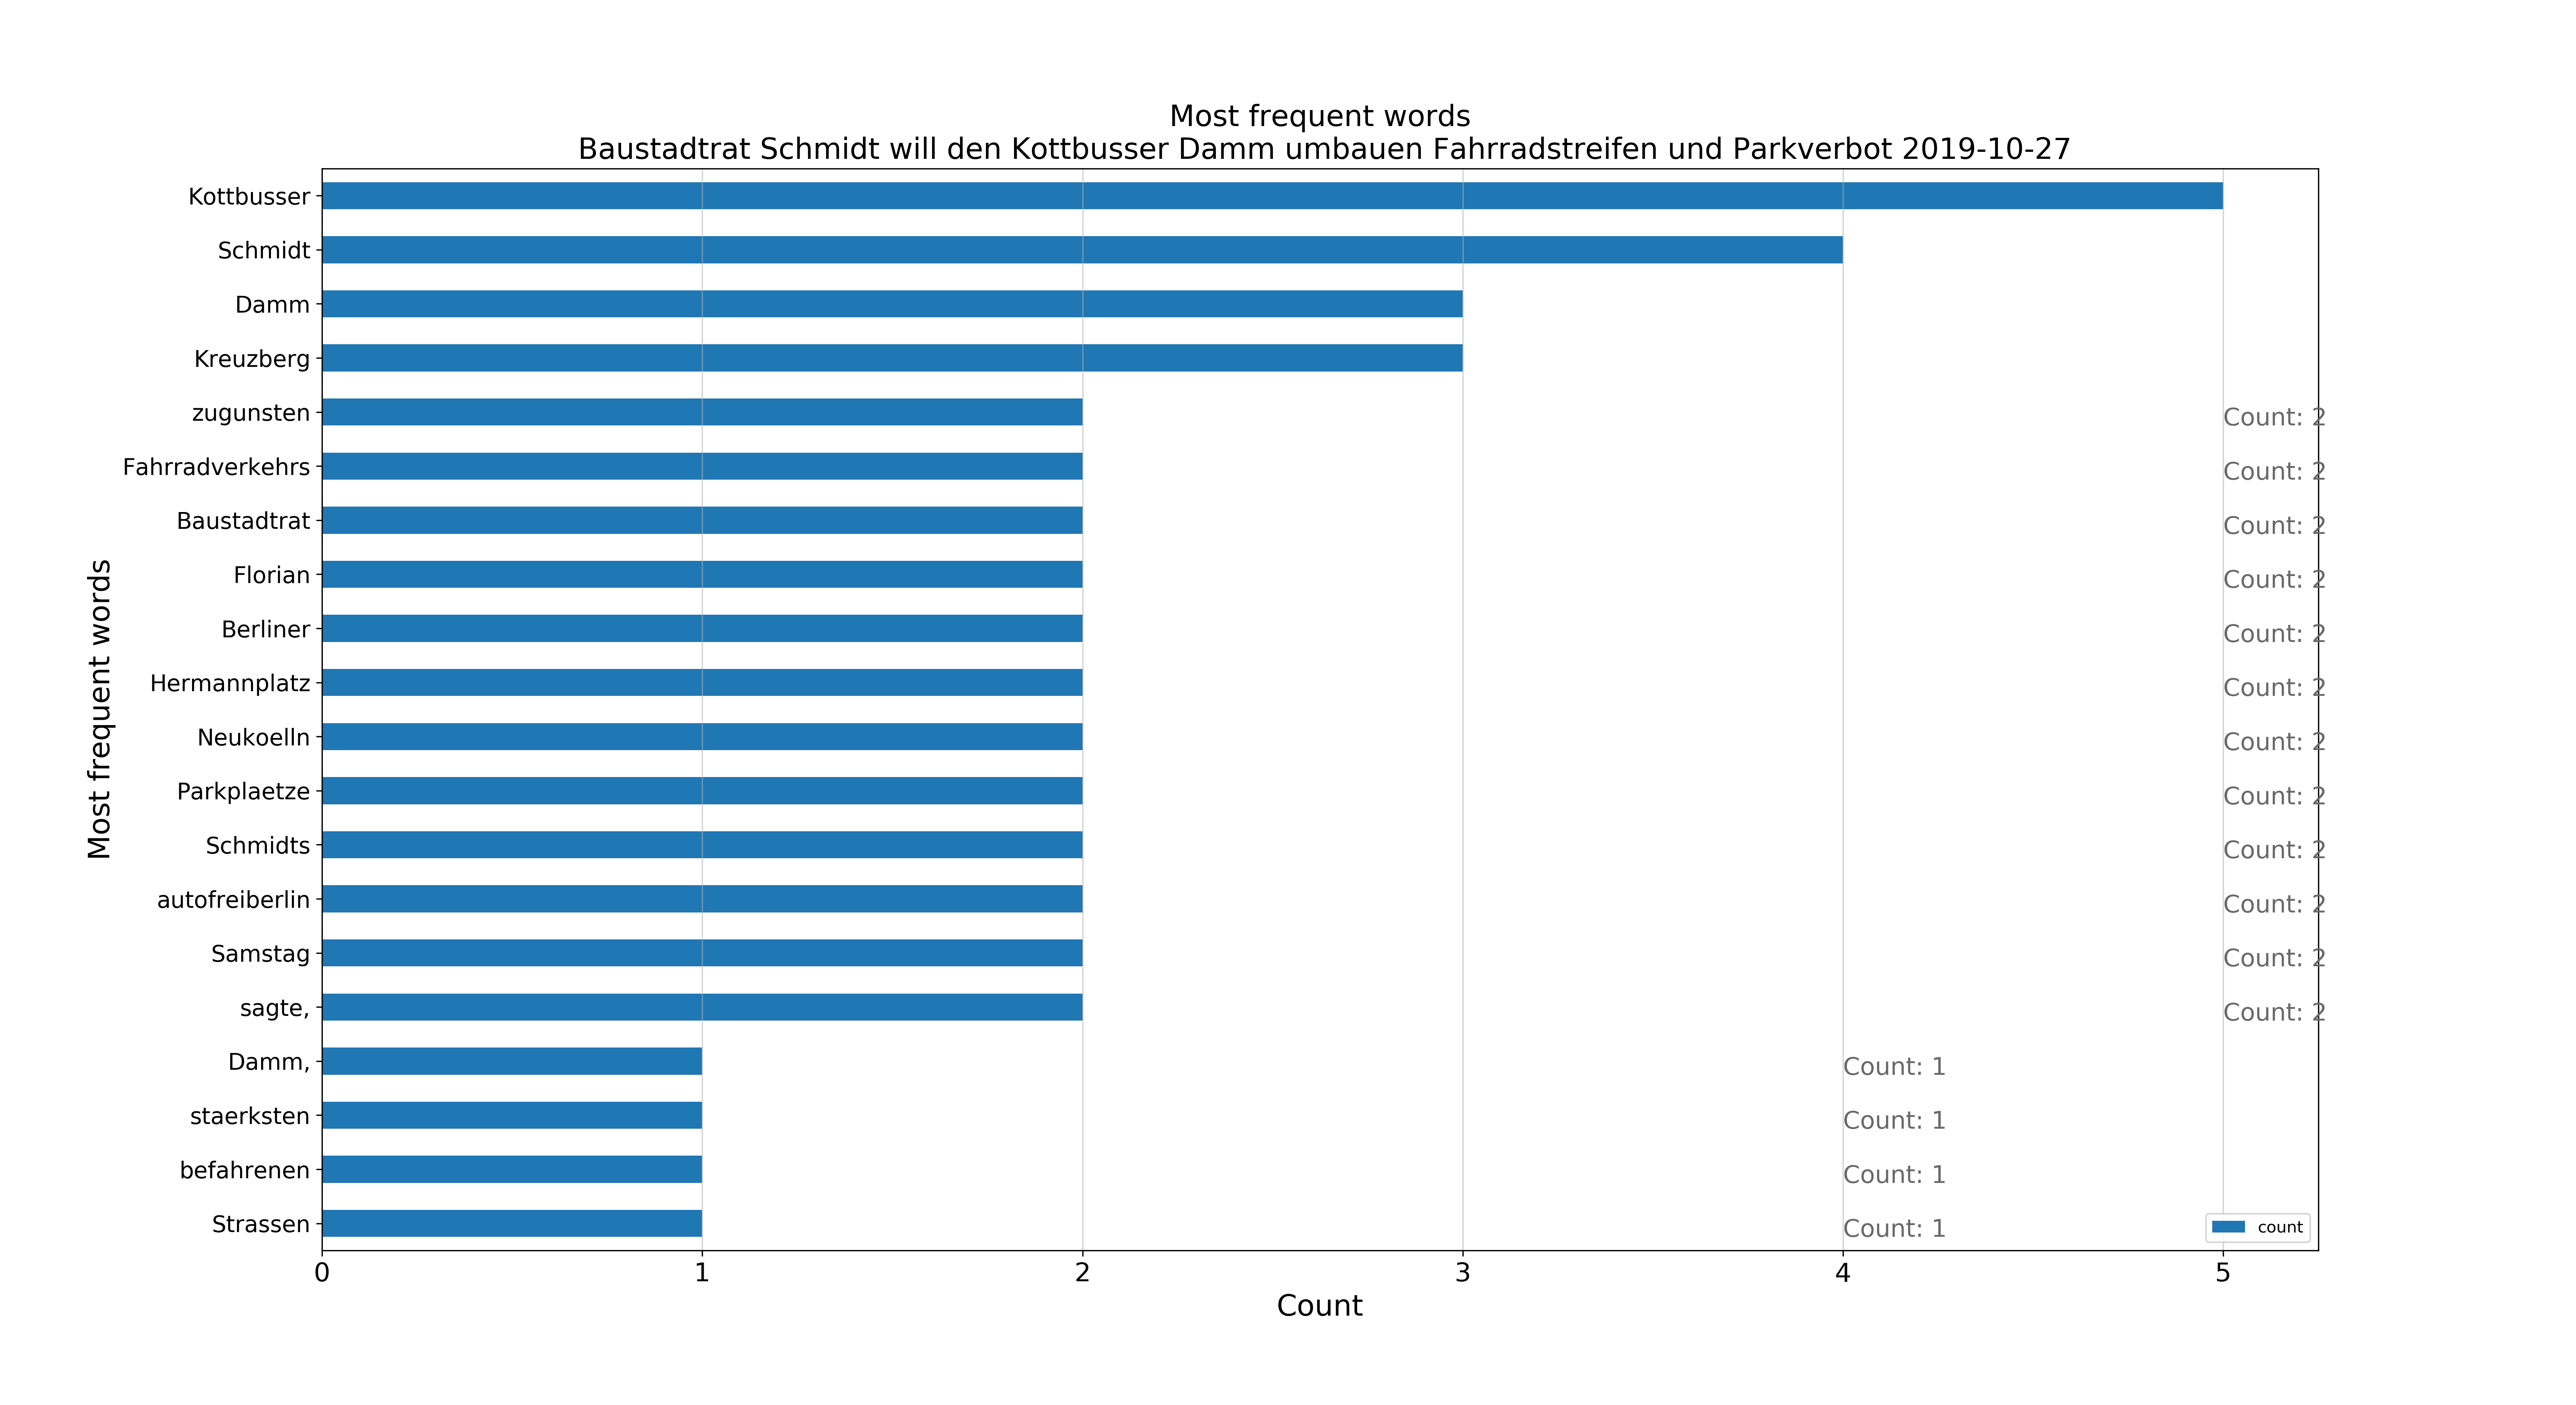 Most frequent words
Baustadtrat Schmidt will den Kottbusser Damm umbauen Fahrradstreifen und Parkverbot 2019-10-27
Most frequent words
Kottbusser
Schmidt
Damm
Kreuzberg
zugunsten Count: 2
Fahrradverkehrs Count: 2
Baustadtrat Count: 2
Florian Count: 2
Berliner Count: 2
Hermannplatz Count: 2
Neukoelln Count: 2
Parkplaetze Count: 2
Schmidts Count: 2
autofreiberlin Count: 2
Samstag Count: 2
sagte, Count: 2
Damm, Count: 1
staerksten Count: 1
befahrenen Count: 1
Strassen Count: 1
count
0 1 2 3 4 5
Count